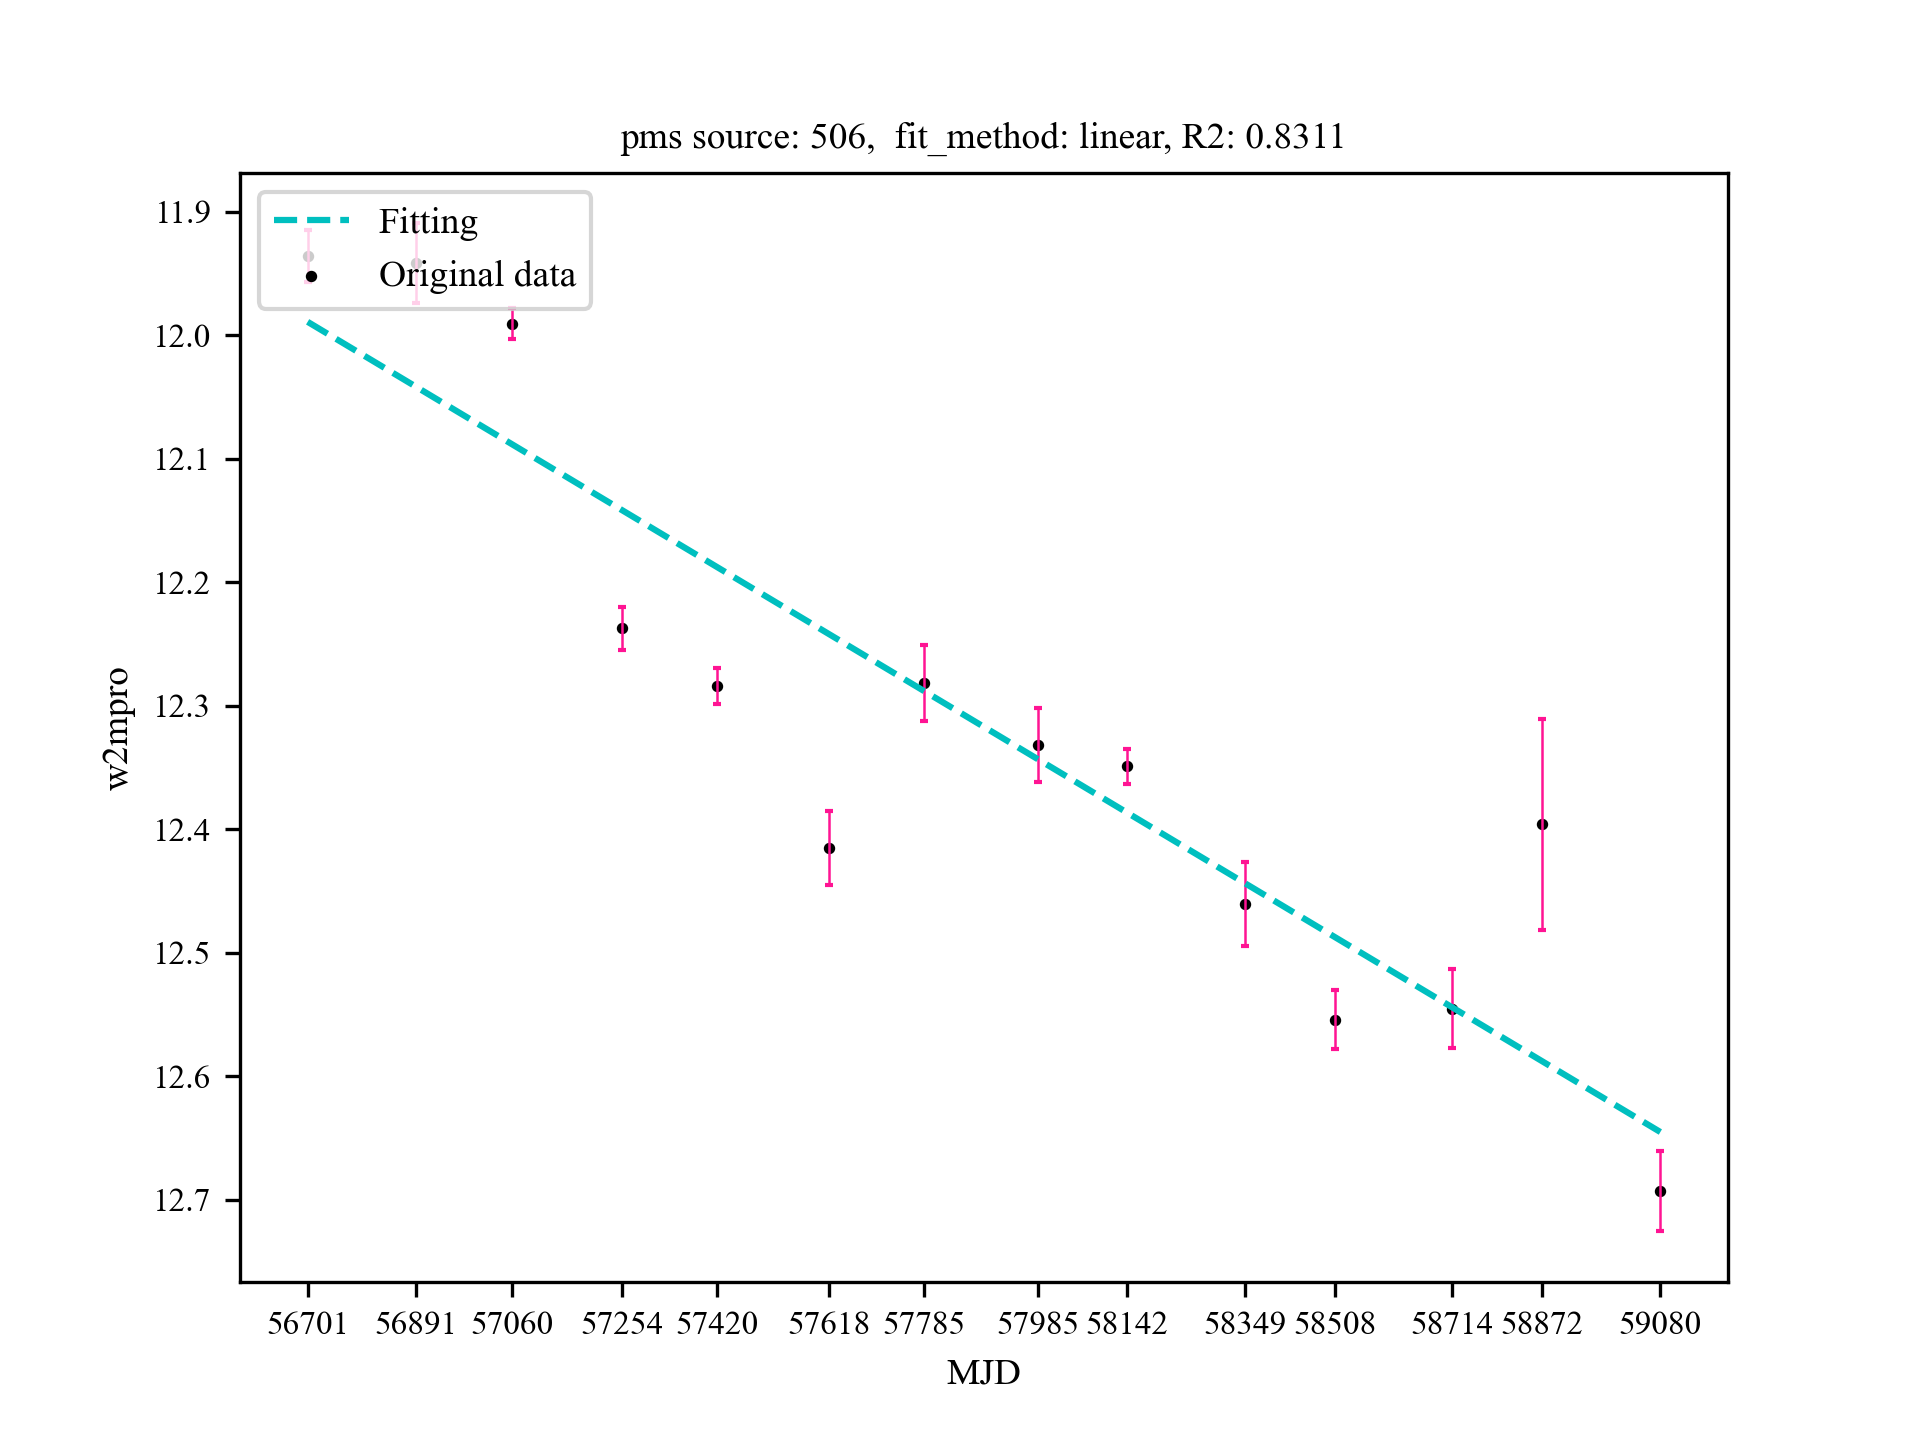 pms source: 506,  fit_method: linear, R2: 0.8311
Fitting
Original data
11.9
12.0
12.1
12.2
12.3
12.4
12.5
12.6
12.7
w2mpro
56701 56891 57060 57254 57420 57618 57785 57985 58142 58349 58508 58714 58872 59080
MJD